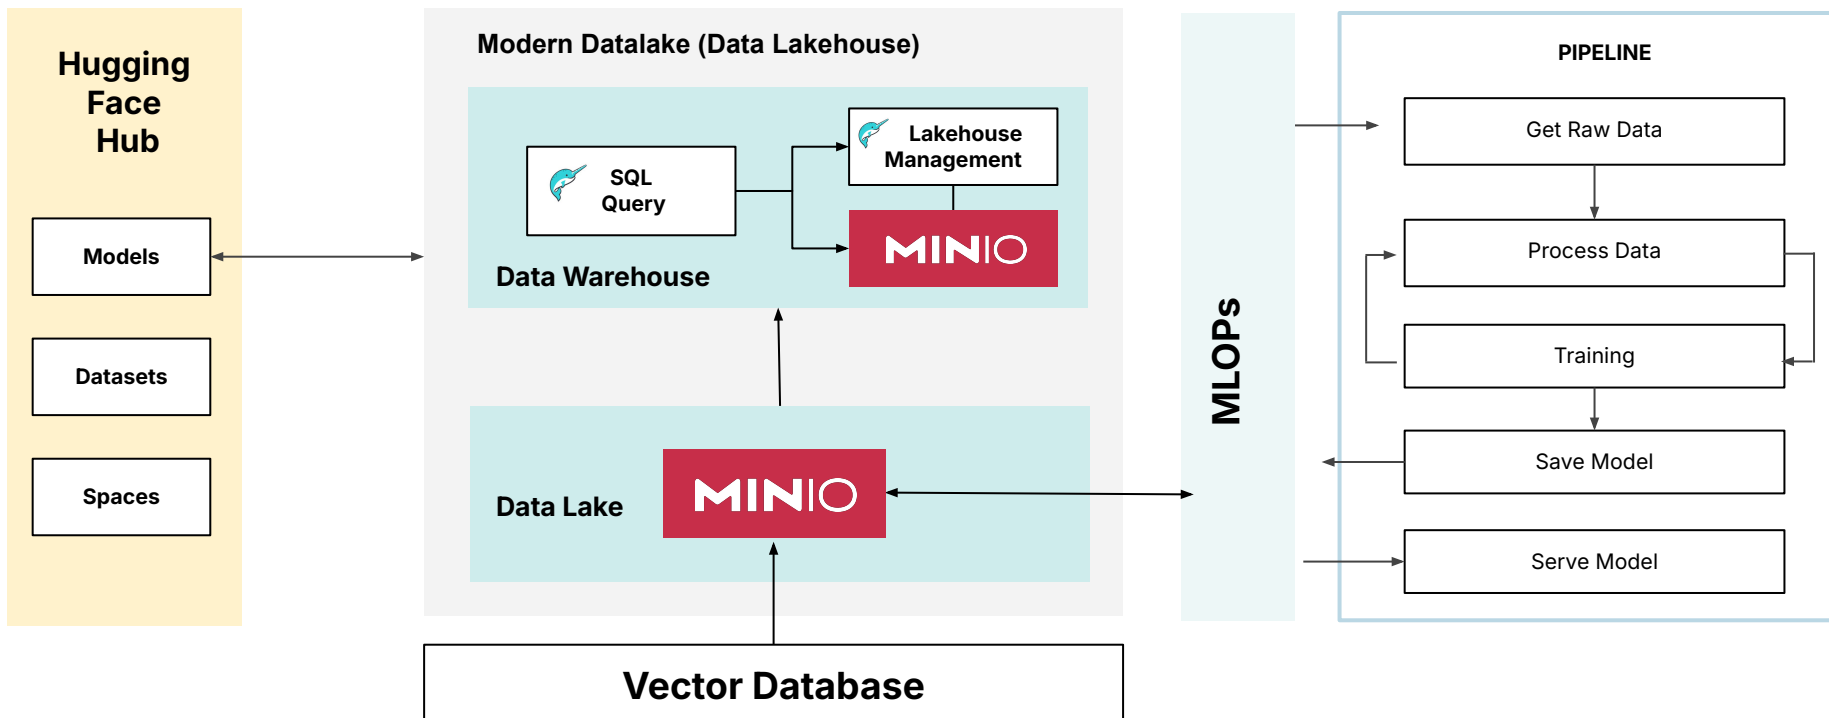 Hugging
Face
Hub
Models
Datasets
Spaces
Modern Datalake (Data Lakehouse)
SQL
Query
Lakehouse
Management
MINIO
Data Warehouse
Data Lake
MINIO
Vector Database
MLOPs
PIPELINE
Get Raw Data
Process Data
Training
Save Model
Serve Model